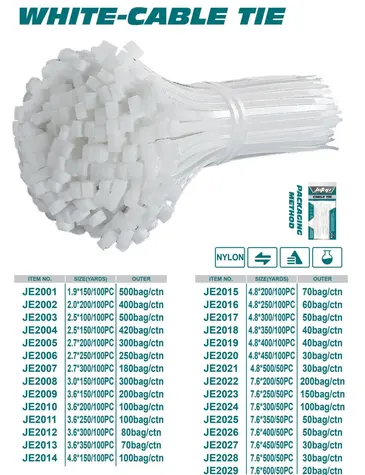 WHITE-CABLE TIE
PACKAGING
METHOD
CABLE TIE
NYLON
ITEM NO. SIZE(YARDS) OUTER
JE2001 1.9*150/100PC 500bag/ctn
JE2002 2.0*200/100PC 400bag/ctn
JE2003 2.5*100/100PC 500bag/ctn
JE2004 2.5*150/100PC 420bag/ctn
JE2005 2.7*200/100PC 300bag/ctn
JE2006 2.7*250/100PC 250bag/ctn
JE2007 2.7*300/100PC 180bag/ctn
JE2008 3.0*150/100PC 300bag/ctn
JE2009 3.6*200/100PC 200bag/ctn
JE2010 3.6*200/100PC 100bag/ctn
JE2011 3.6*250/100PC 100bag/ctn
JE2012 3.6*300/100PC 80bag/ctn
JE2013 3.6*350/100PC 70bag/ctn
JE2014 4.8*150/100PC 100bag/ctn
ITEM NO. SIZE(YARDS) OUTER
JE2015 4.8*200/100PC 70bag/ctn
JE2016 4.8*250/100PC 60bag/ctn
JE2017 4.8*300/100PC 50bag/ctn
JE2018 4.8*350/100PC 40bag/ctn
JE2019 4.8*400/100PC 40bag/ctn
JE2020 4.8*450/100PC 30bag/ctn
JE2021 4.8*500/50PC 30bag/ctn
JE2022 7.6*200/50PC 200bag/ctn
JE2023 7.6*250/50PC 150bag/ctn
JE2024 7.6*300/50PC 100bag/ctn
JE2025 7.6*350/50PC 50bag/ctn
JE2026 7.6*400/50PC 50bag/ctn
JE2027 7.6*450/50PC 30bag/ctn
JE2028 7.6*500/50PC 30bag/ctn
JE2029 7.6*600/50PC 20bag/ctn